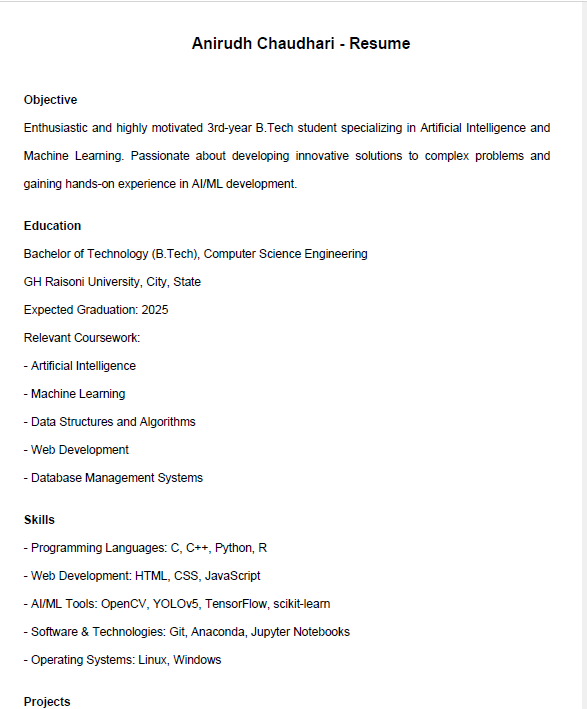 Anirudh Chaudhari - Resume
Objective
Enthusiastic and highly motivated 3rd-year B.Tech student specializing in Artificial Intelligence and
Machine Learning. Passionate about developing innovative solutions to complex problems and
gaining hands-on experience in AI/ML development.
Education
Bachelor of Technology (B.Tech), Computer Science Engineering
GH Raisoni University, City, State
Expected Graduation: 2025
Relevant Coursework:
- Artificial Intelligence
- Machine Learning
- Data Structures and Algorithms
- Web Development
- Database Management Systems
Skills
- Programming Languages: C, C++, Python, R
- Web Development: HTML, CSS, JavaScript
- AI/ML Tools: OpenCV, YOLOv5, TensorFlow, scikit-learn
- Software & Technologies: Git, Anaconda, Jupyter Notebooks
- Operating Systems: Linux, Windows
Projects